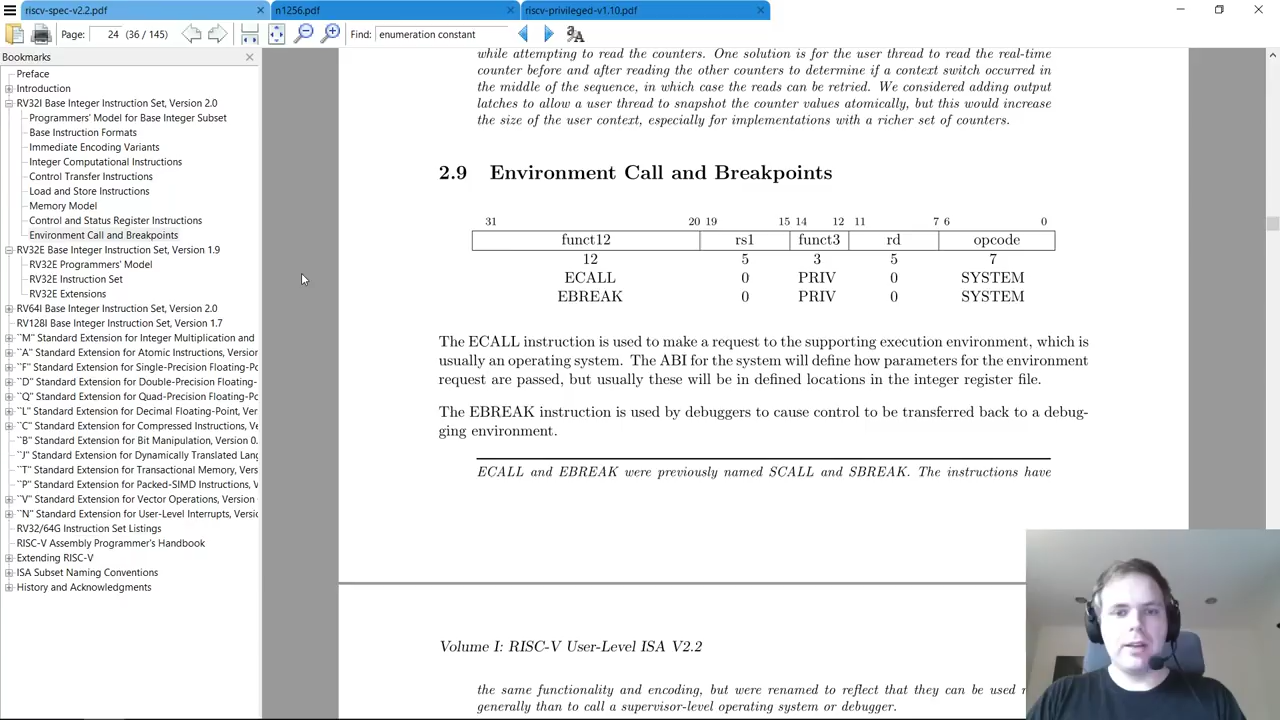 riscv-spec-v2.2.pdf
n1256.pdf
riscv-privileged-v1.10.pdf
Page: 24 (36 / 145)
Find: enumeration constant
Bookmarks
Preface
Introduction
RV32I Base Integer Instruction Set, Version 2.0
Programmers' Model for Base Integer Subset
Base Instruction Formats
Immediate Encoding Variants
Integer Computational Instructions
Control Transfer Instructions
Load and Store Instructions
Memory Model
Control and Status Register Instructions
Environment Call and Breakpoints
RV32E Base Integer Instruction Set, Version 1.9
RV32E Programmers' Model
RV32E Instruction Set
RV32E Extensions
RV64I Base Integer Instruction Set, Version 2.0
RV128I Base Integer Instruction Set, Version 1.7
``M'' Standard Extension for Integer Multiplication and
``A'' Standard Extension for Atomic Instructions, Version
``F'' Standard Extension for Single-Precision Floating-Po
``D'' Standard Extension for Double-Precision Floating-
``Q'' Standard Extension for Quad-Precision Floating-Po
``L'' Standard Extension for Decimal Floating-Point, Ver
``C'' Standard Extension for Compressed Instructions, Ve
``B'' Standard Extension for Bit Manipulation, Version 0.
``J'' Standard Extension for Dynamically Translated Lang
``T'' Standard Extension for Transactional Memory, Vers
``P'' Standard Extension for Packed-SIMD Instructions, V
``V'' Standard Extension for Vector Operations, Version
``N'' Standard Extension for User-Level Interrupts, Versic
RV32/64G Instruction Set Listings
RISC-V Assembly Programmer's Handbook
Extending RISC-V
ISA Subset Naming Conventions
History and Acknowledgments
while attempting to read the counters. One solution is for the user thread to read the real-time
counter before and after reading the other counters to determine if a context switch occurred in
the middle of the sequence, in which case the reads can be retried. We considered adding output
latches to allow a user thread to snapshot the counter values atomically, but this would increase
the size of the user context, especially for implementations with a richer set of counters.
2.9 Environment Call and Breakpoints
31 20 19 15 14 12 11 7 6 0
funct12 rs1 funct3 rd opcode
12 5 3 5 7
ECALL 0 PRIV 0 SYSTEM
EBREAK 0 PRIV 0 SYSTEM
The ECALL instruction is used to make a request to the supporting execution environment, which is
usually an operating system. The ABI for the system will define how parameters for the environment
request are passed, but usually these will be in defined locations in the integer register file.
The EBREAK instruction is used by debuggers to cause control to be transferred back to a debug-
ging environment.
ECALL and EBREAK were previously named SCALL and SBREAK. The instructions have
Volume I: RISC-V User-Level ISA V2.2
the same functionality and encoding, but were renamed to reflect that they can be used
generally than to call a supervisor-level operating system or debugger.